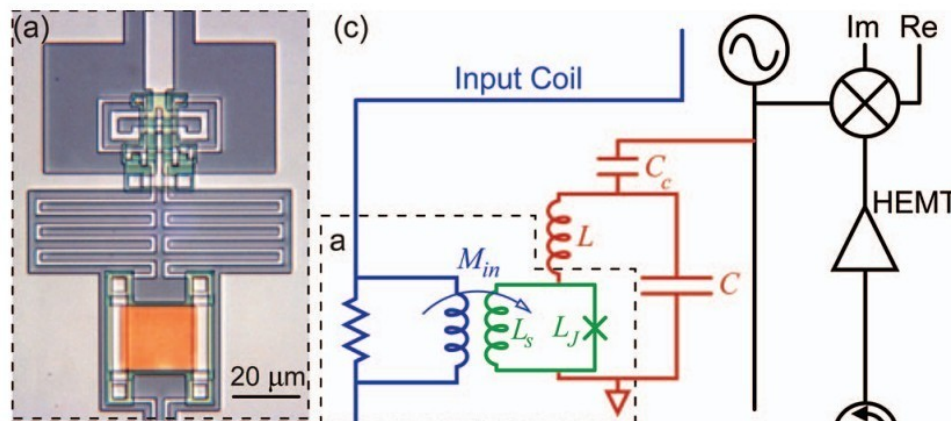 (a)
20 μm
(c)
Input Coil
Im Re
C_c
HEMT
a
L
M_in
C
L_s
L_J